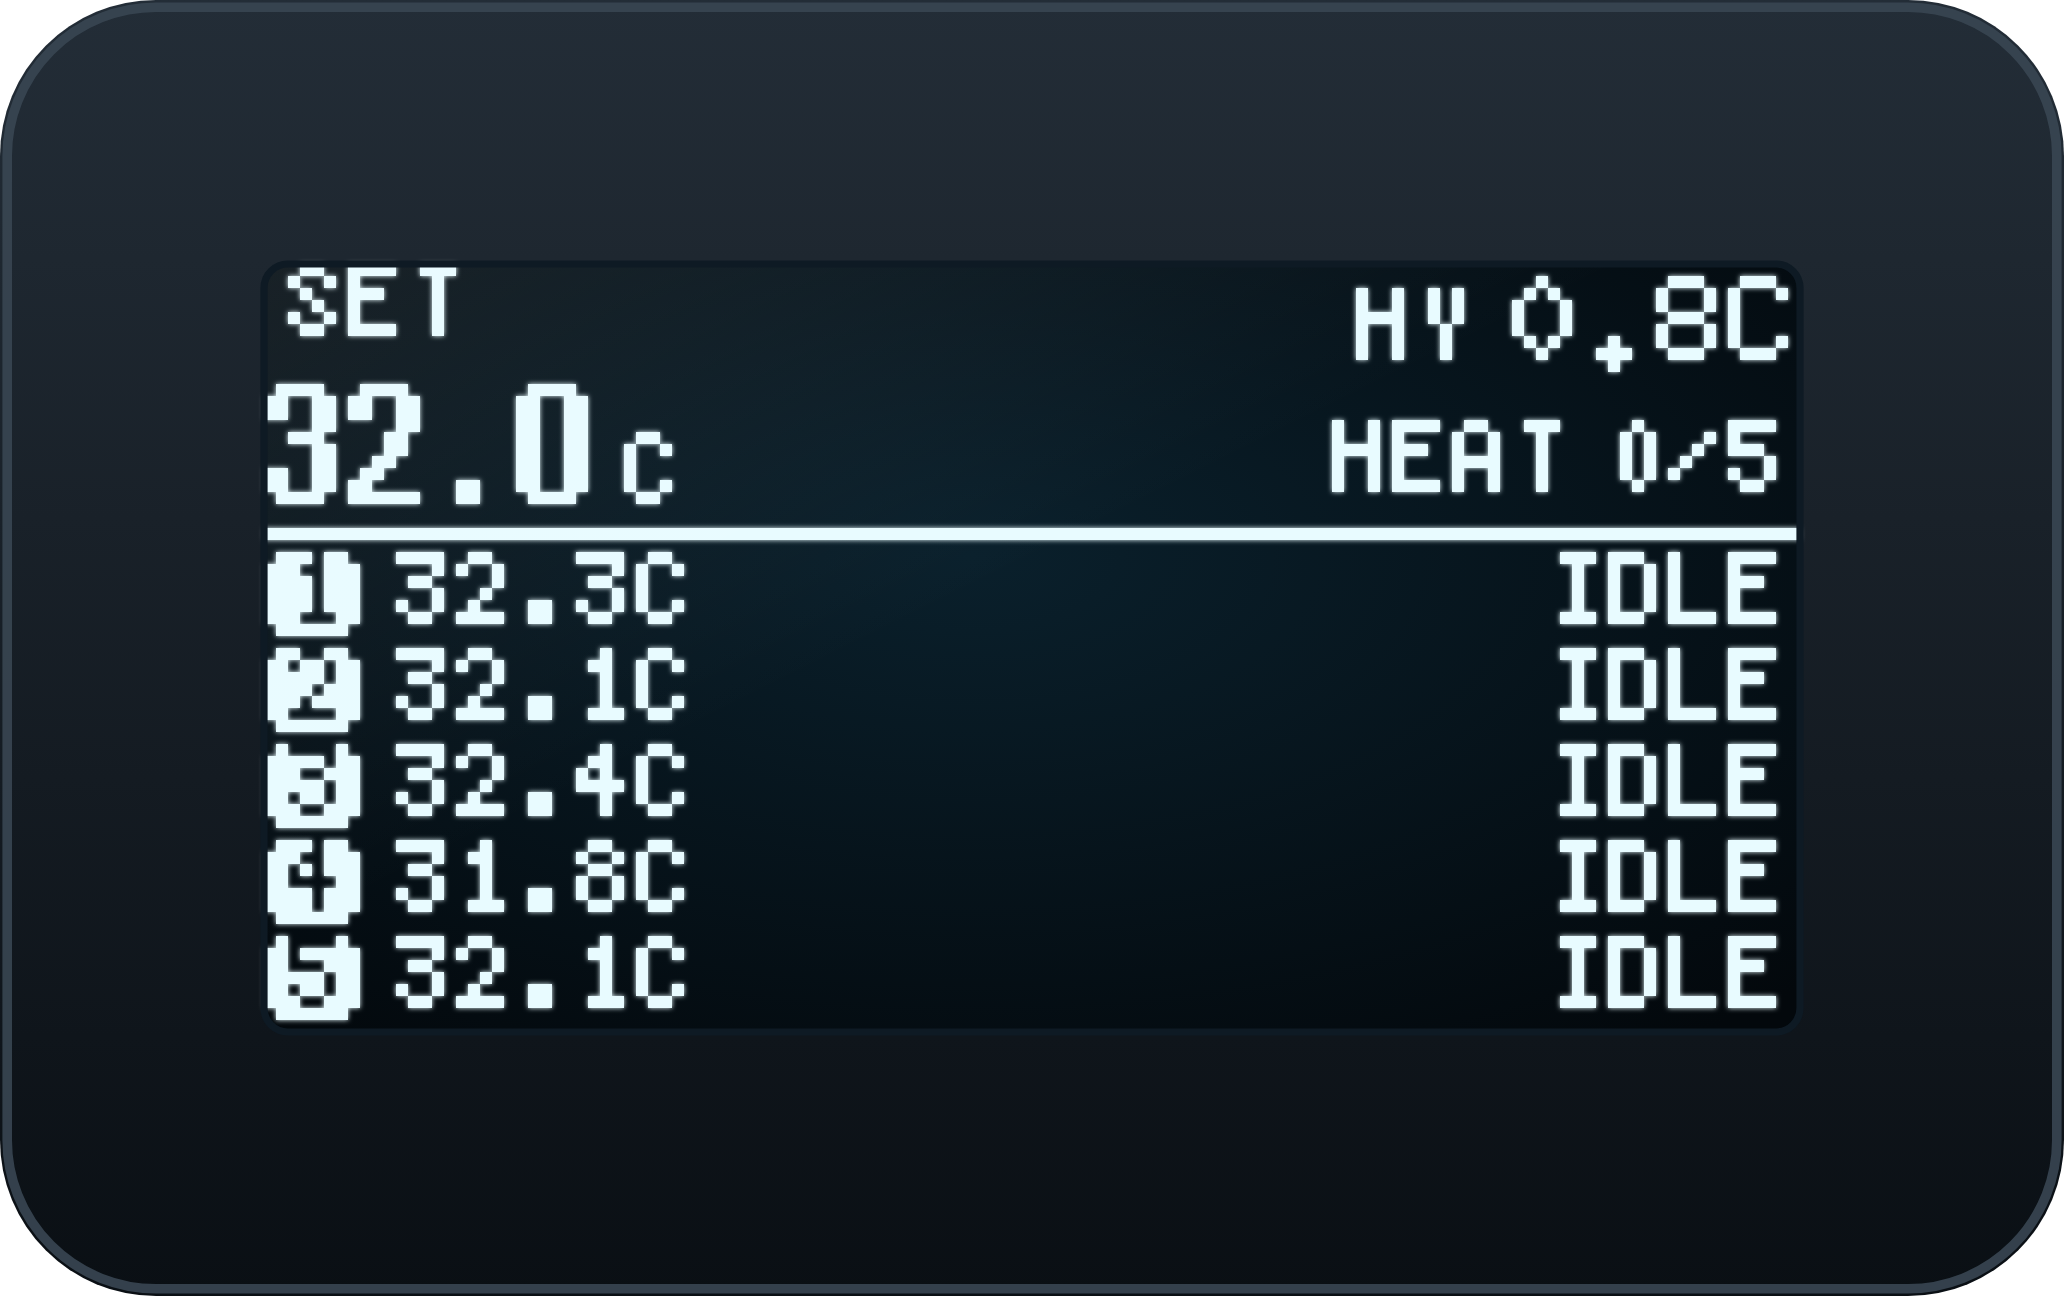 SET
HY 0.8C
32.0C
HEAT 0/5
1 32.3C IDLE
2 32.1C IDLE
3 32.4C IDLE
4 31.8C IDLE
5 32.1C IDLE